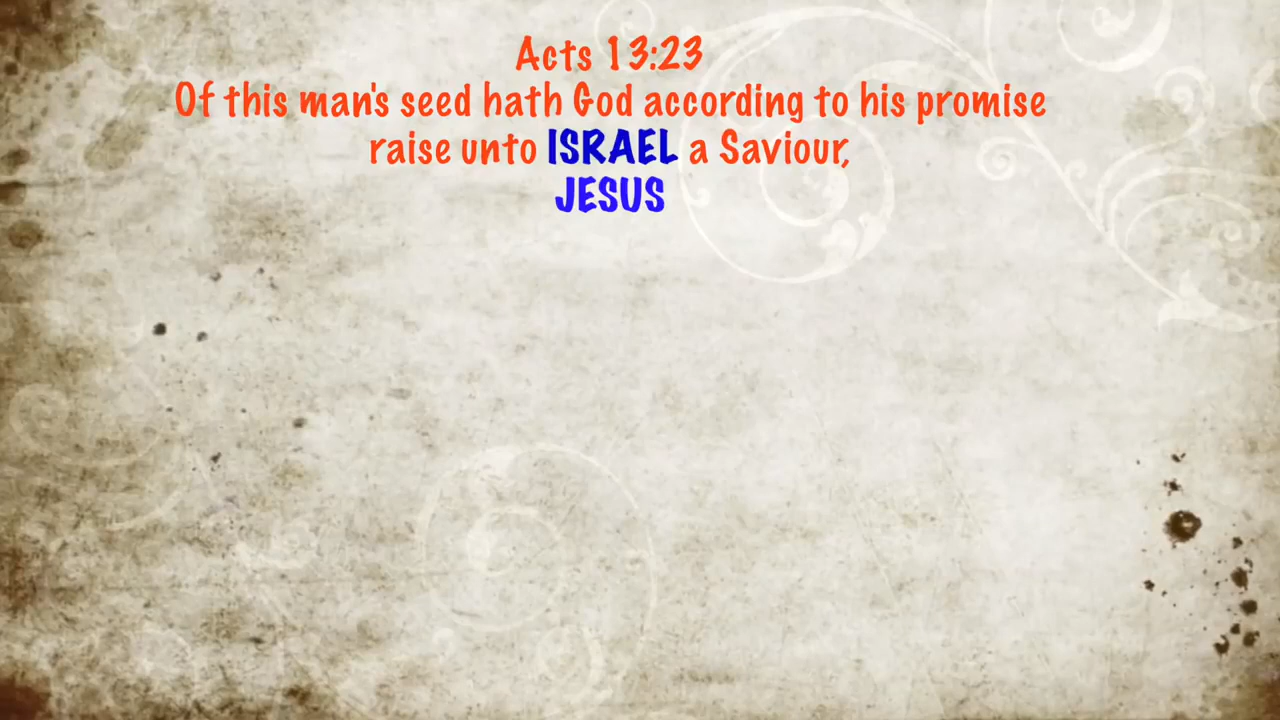 Acts 13:23
Of this man's seed hath God according to his promise
raise unto ISRAEL a Saviour,
JESUS